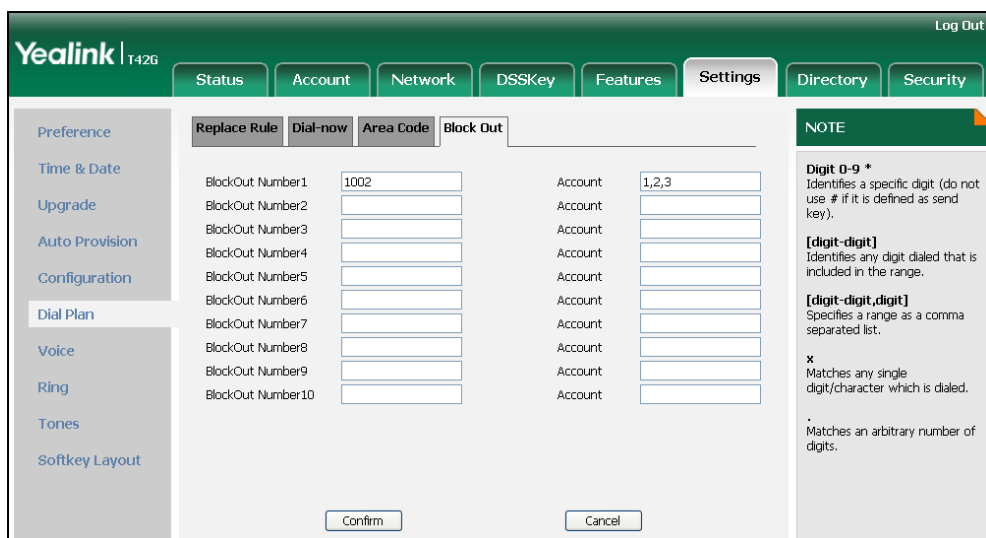 Log Out
Yealink | T42G
Status Account Network DSSKey Features Settings Directory Security
Preference
Time & Date
Upgrade
Auto Provision
Configuration
Dial Plan
Voice
Ring
Tones
Softkey Layout
Replace Rule Dial-now Area Code Block Out
BlockOut Number1 1002 Account 1,2,3
BlockOut Number2 Account
BlockOut Number3 Account
BlockOut Number4 Account
BlockOut Number5 Account
BlockOut Number6 Account
BlockOut Number7 Account
BlockOut Number8 Account
BlockOut Number9 Account
BlockOut Number10 Account
Confirm Cancel
NOTE
Digit 0-9 *
Identifies a specific digit (do not
use # if it is defined as send
key).
[digit-digit]
Identifies any digit dialed that is
included in the range.
[digit-digit,digit]
Specifies a range as a comma
separated list.
x
Matches any single
digit/character which is dialed.
.
Matches an arbitrary number of
digits.